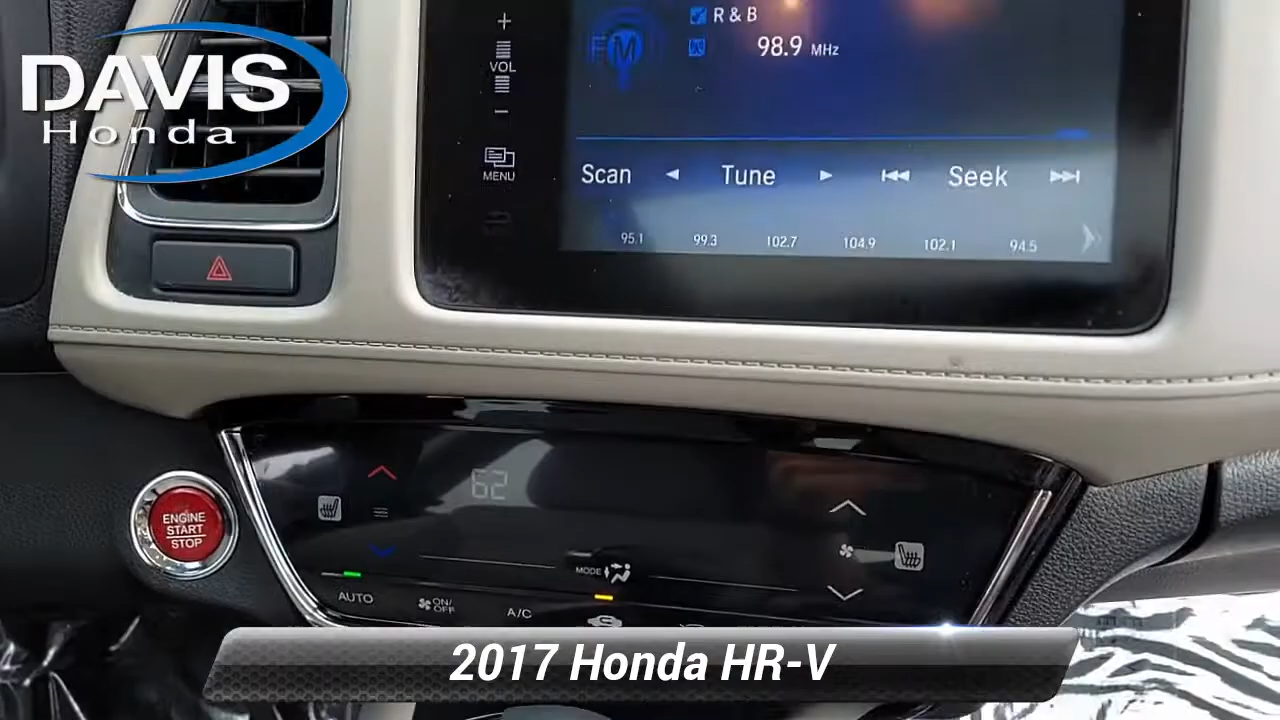 DAVIS
Honda
+
VOL
−
MENU
FM
R & B
98.9 MHz
Scan ◄ Tune ► ⏮ Seek ⏭
95.1 99.3 102.7 104.9 102.1 94.5
62
ENGINE
START
STOP
MODE
AUTO
ON/
OFF
A/C
2017 Honda HR-V